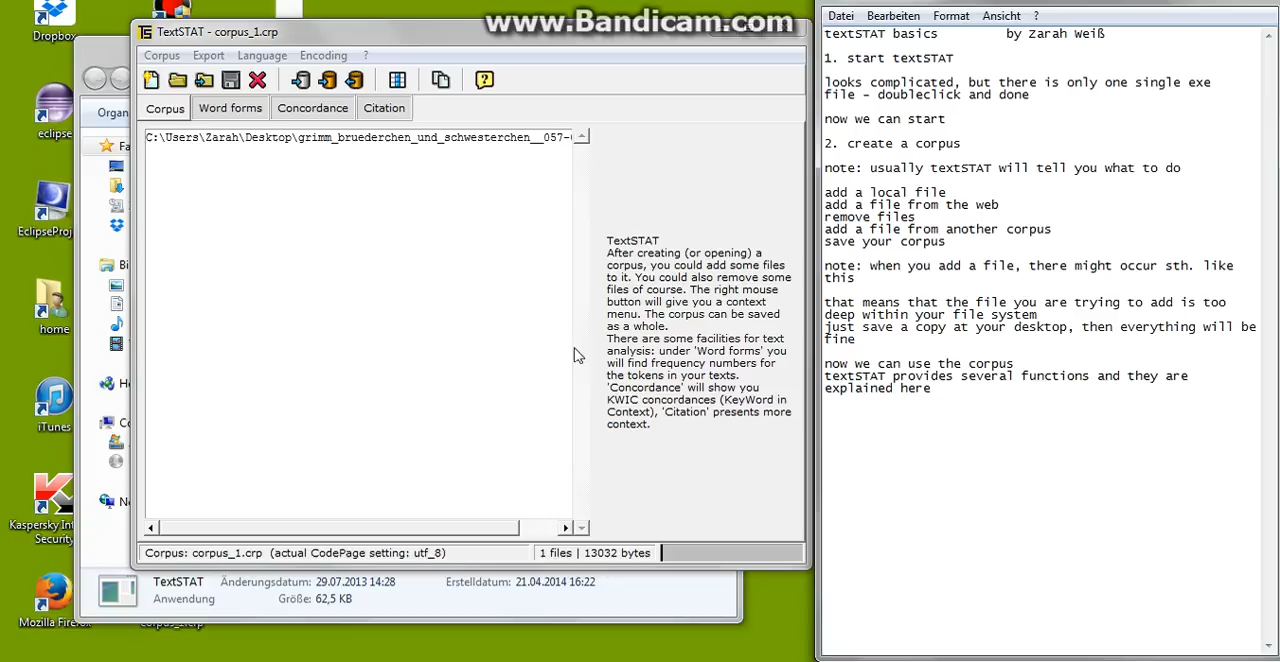 www.Bandicam.com
Dropbox
eclipse
EclipseProj
home
iTunes
Kaspersky Int
Security
Mozilla Firefox
corpus_1.crp
Organ
TextSTAT - corpus_1.crp
Corpus Export Language Encoding ?
Corpus Word forms Concordance Citation
C:\Users\Zarah\Desktop\grimm_bruederchen_und_schwesterchen__057-
TextSTAT
After creating (or opening) a
corpus, you could add some files
to it. You could also remove some
files of course. The right mouse
button will give you a context
menu. The corpus can be saved
as a whole.
There are some facilities for text
analysis: under 'Word forms' you
will find frequency numbers for
the tokens in your texts.
'Concordance' will show you
KWIC concordances (KeyWord in
Context), 'Citation' presents more
context.
Corpus: corpus_1.crp (actual CodePage setting: utf_8)
1 files | 13032 bytes
TextSTAT Änderungsdatum: 29.07.2013 14:28 Erstelldatum: 21.04.2014 16:22
Anwendung Größe: 62,5 KB
Datei Bearbeiten Format Ansicht ?
textSTAT basics by Zarah Weiß
1. start textSTAT
looks complicated, but there is only one single exe
file - doubleclick and done
now we can start
2. create a corpus
note: usually textSTAT will tell you what to do
add a local file
add a file from the web
remove files
add a file from another corpus
save your corpus
note: when you add a file, there might occur sth. like
this
that means that the file you are trying to add is too
deep within your file system
just save a copy at your desktop, then everything will be
fine
now we can use the corpus
textSTAT provides several functions and they are
explained here